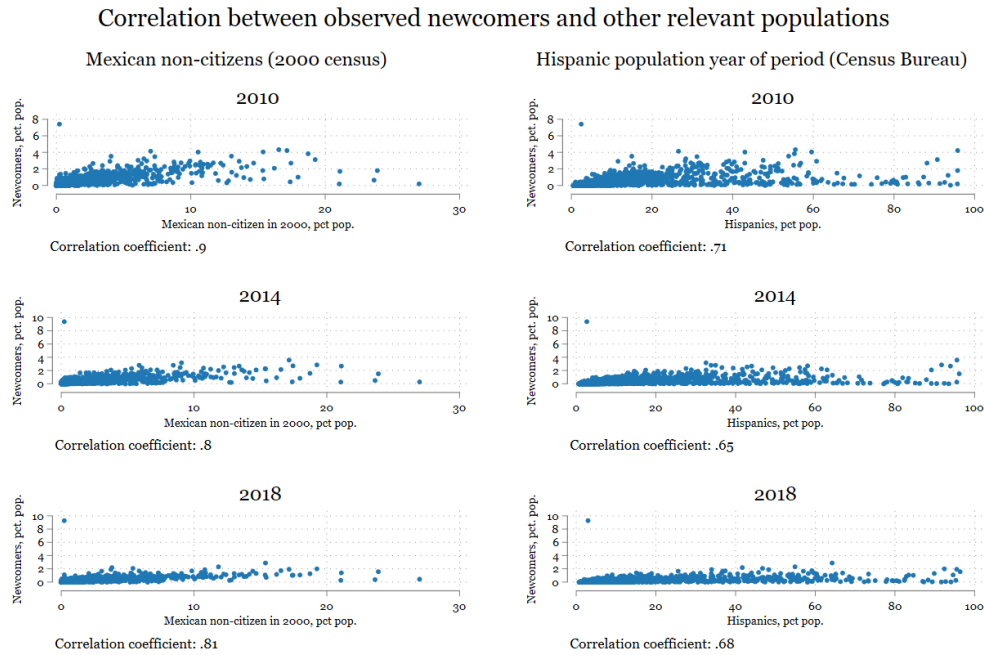 Correlation between observed newcomers and other relevant populations
Mexican non-citizens (2000 census)
Hispanic population year of period (Census Bureau)
2010
Newcomers, pct. pop.
8
6
4
2
0
0 10 20 30
Mexican non-citizen in 2000, pct pop.
Correlation coefficient: .9
2010
Newcomers, pct. pop.
8
6
4
2
0
0 20 40 60 80 100
Hispanics, pct pop.
Correlation coefficient: .71
2014
Newcomers, pct. pop.
10
8
6
4
2
0
0 10 20 30
Mexican non-citizen in 2000, pct pop.
Correlation coefficient: .8
2014
Newcomers, pct. pop.
10
8
6
4
2
0
0 20 40 60 80 100
Hispanics, pct pop.
Correlation coefficient: .65
2018
Newcomers, pct. pop.
10
8
6
4
2
0
0 10 20 30
Mexican non-citizen in 2000, pct pop.
Correlation coefficient: .81
2018
Newcomers, pct. pop.
10
8
6
4
2
0
0 20 40 60 80 100
Hispanics, pct pop.
Correlation coefficient: .68